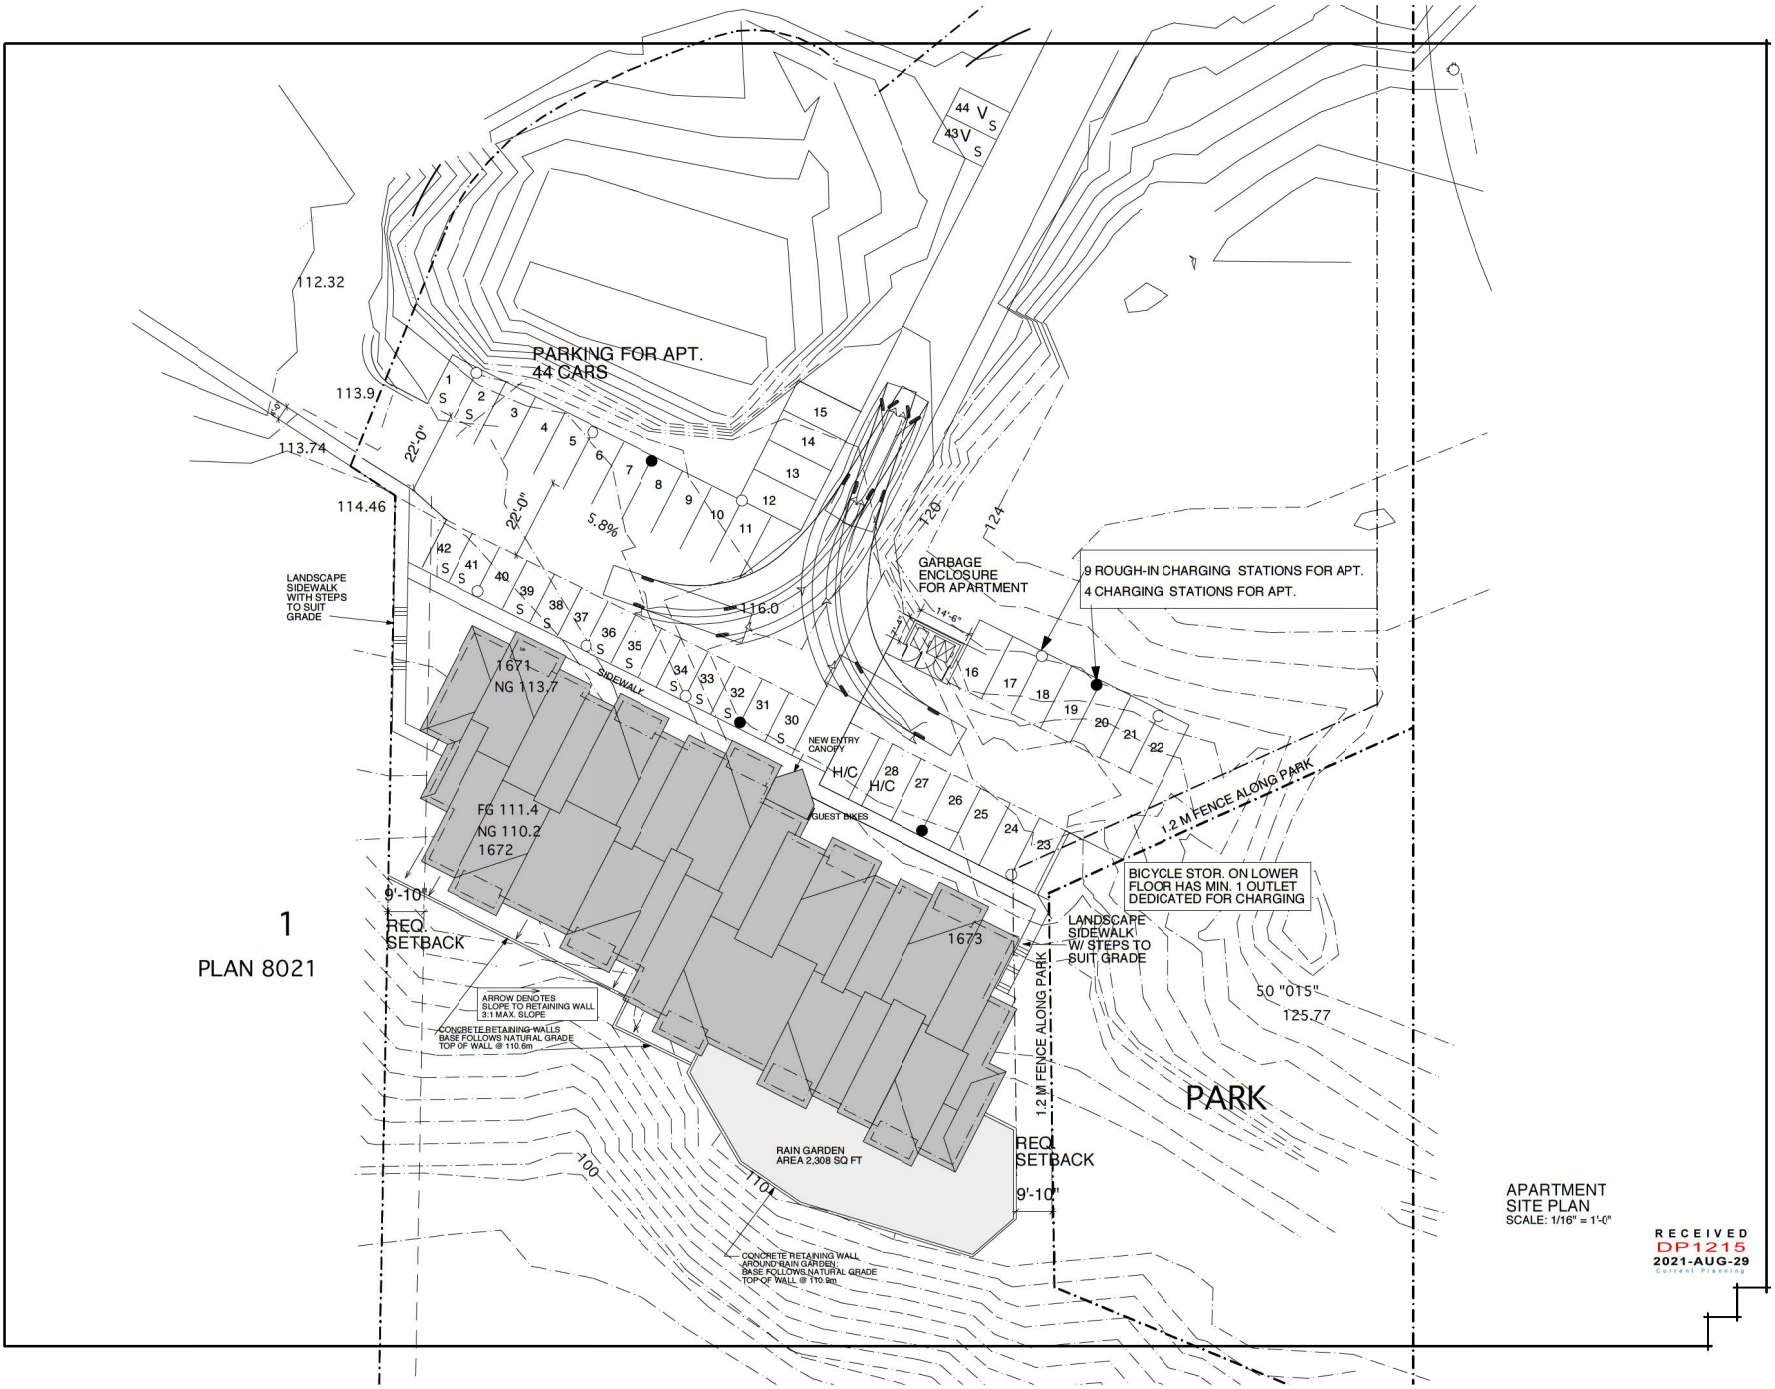 44 V
S
43 V
S
112.32
PARKING FOR APT.
44 CARS
113.9
1
S
2
S
3
4
5
6
7
8
9
10
11
12
13
14
15
4'-0"
113.74
22'-0"
22'-0"
5.8%
114.46
120
124
42
S
41
S
40
39
S
38
S
37
36
S
35
S
34
S
33
S
32
S
31
30
S
116.0
GARBAGE
ENCLOSURE
FOR APARTMENT
14'-6"
7'-4"
9 ROUGH-IN CHARGING STATIONS FOR APT.
4 CHARGING STATIONS FOR APT.
LANDSCAPE
SIDEWALK
WITH STEPS
TO SUIT
GRADE
SIDEWALK
1671
NG 113.7
16
17
18
19
20
21
22
NEW ENTRY
CANOPY
H/C
28
H/C
27
26
25
24
23
GUEST BIKES
1.2 M FENCE ALONG PARK
FG 111.4
NG 110.2
1672
BICYCLE STOR. ON LOWER
FLOOR HAS MIN. 1 OUTLET
DEDICATED FOR CHARGING
9'-10"
REQ.
SETBACK
1
PLAN 8021
1673
LANDSCAPE
SIDEWALK
W/ STEPS TO
SUIT GRADE
1.2 M FENCE ALONG PARK
50 "015"
125.77
ARROW DENOTES
SLOPE TO RETAINING WALL
3:1 MAX. SLOPE
CONCRETE RETAINING WALLS
BASE FOLLOWS NATURAL GRADE
TOP OF WALL @ 110.6m
PARK
RAIN GARDEN
AREA 2,308 SQ FT
REQ.
SETBACK
9'-10"
100
110
CONCRETE RETAINING WALL
AROUND RAIN GARDEN:
BASE FOLLOWS NATURAL GRADE
TOP OF WALL @ 110.9m
APARTMENT
SITE PLAN
SCALE: 1/16" = 1'-0"
RECEIVED
DP1215
2021-AUG-29
Current Planning